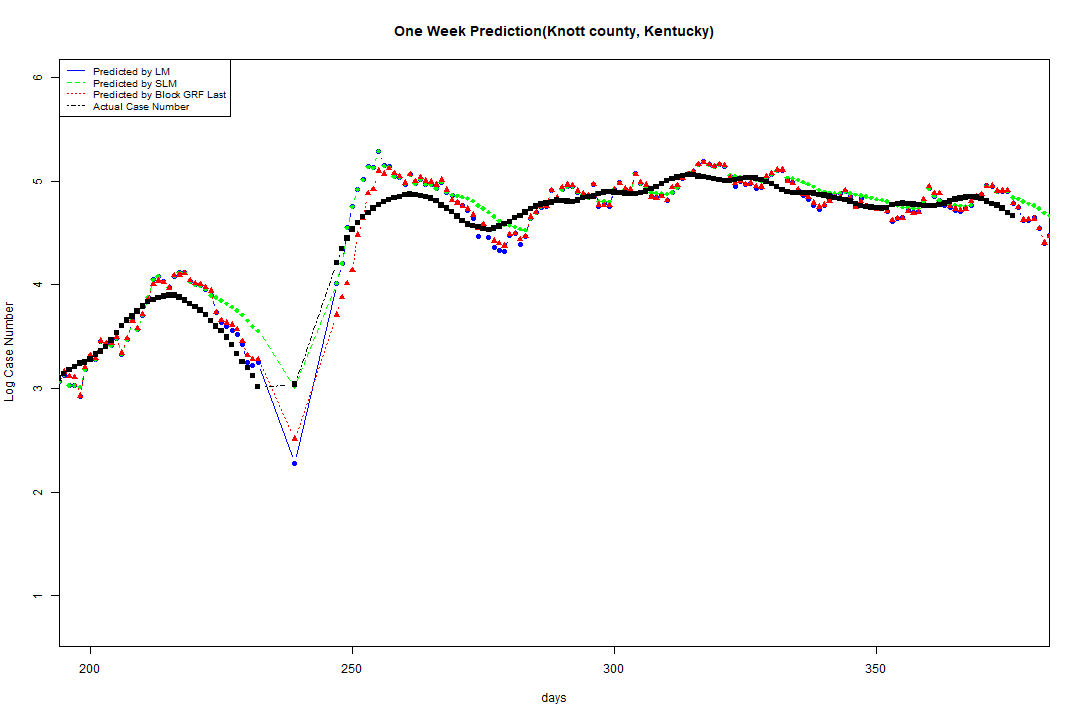 One Week Prediction(Knott county, Kentucky)
Predicted by LM
Predicted by SLM
Predicted by Block GRF Last
Actual Case Number
6
5
4
3
2
1
Log Case Number
200
250
300
350
days